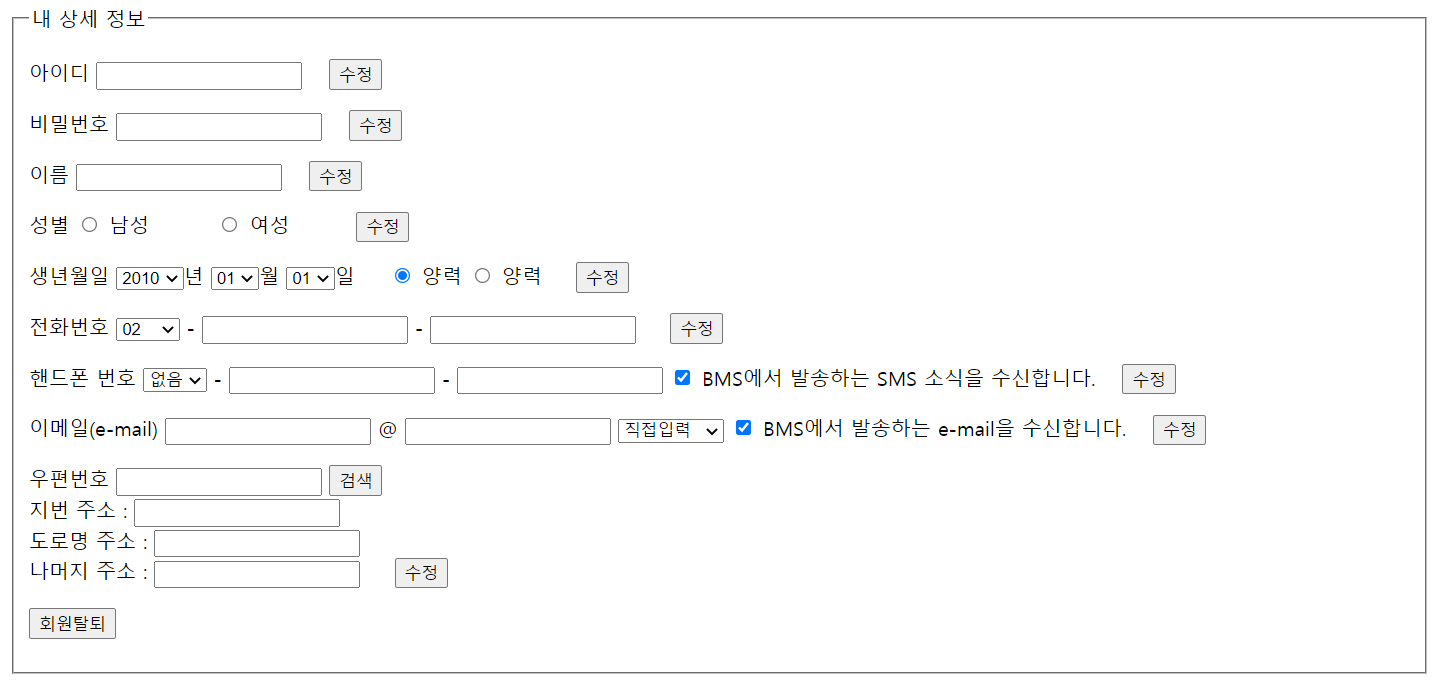 내 상세 정보
아이디 수정
비밀번호 수정
이름 수정
성별 남성 여성 수정
생년월일 2010 년 01 월 01 일 양력 양력 수정
전화번호 02 - - 수정
핸드폰 번호 없음 - - BMS에서 발송하는 SMS 소식을 수신합니다. 수정
이메일(e-mail) @ 직접입력 BMS에서 발송하는 e-mail을 수신합니다. 수정
우편번호 검색
지번 주소 :
도로명 주소 :
나머지 주소 : 수정
회원탈퇴